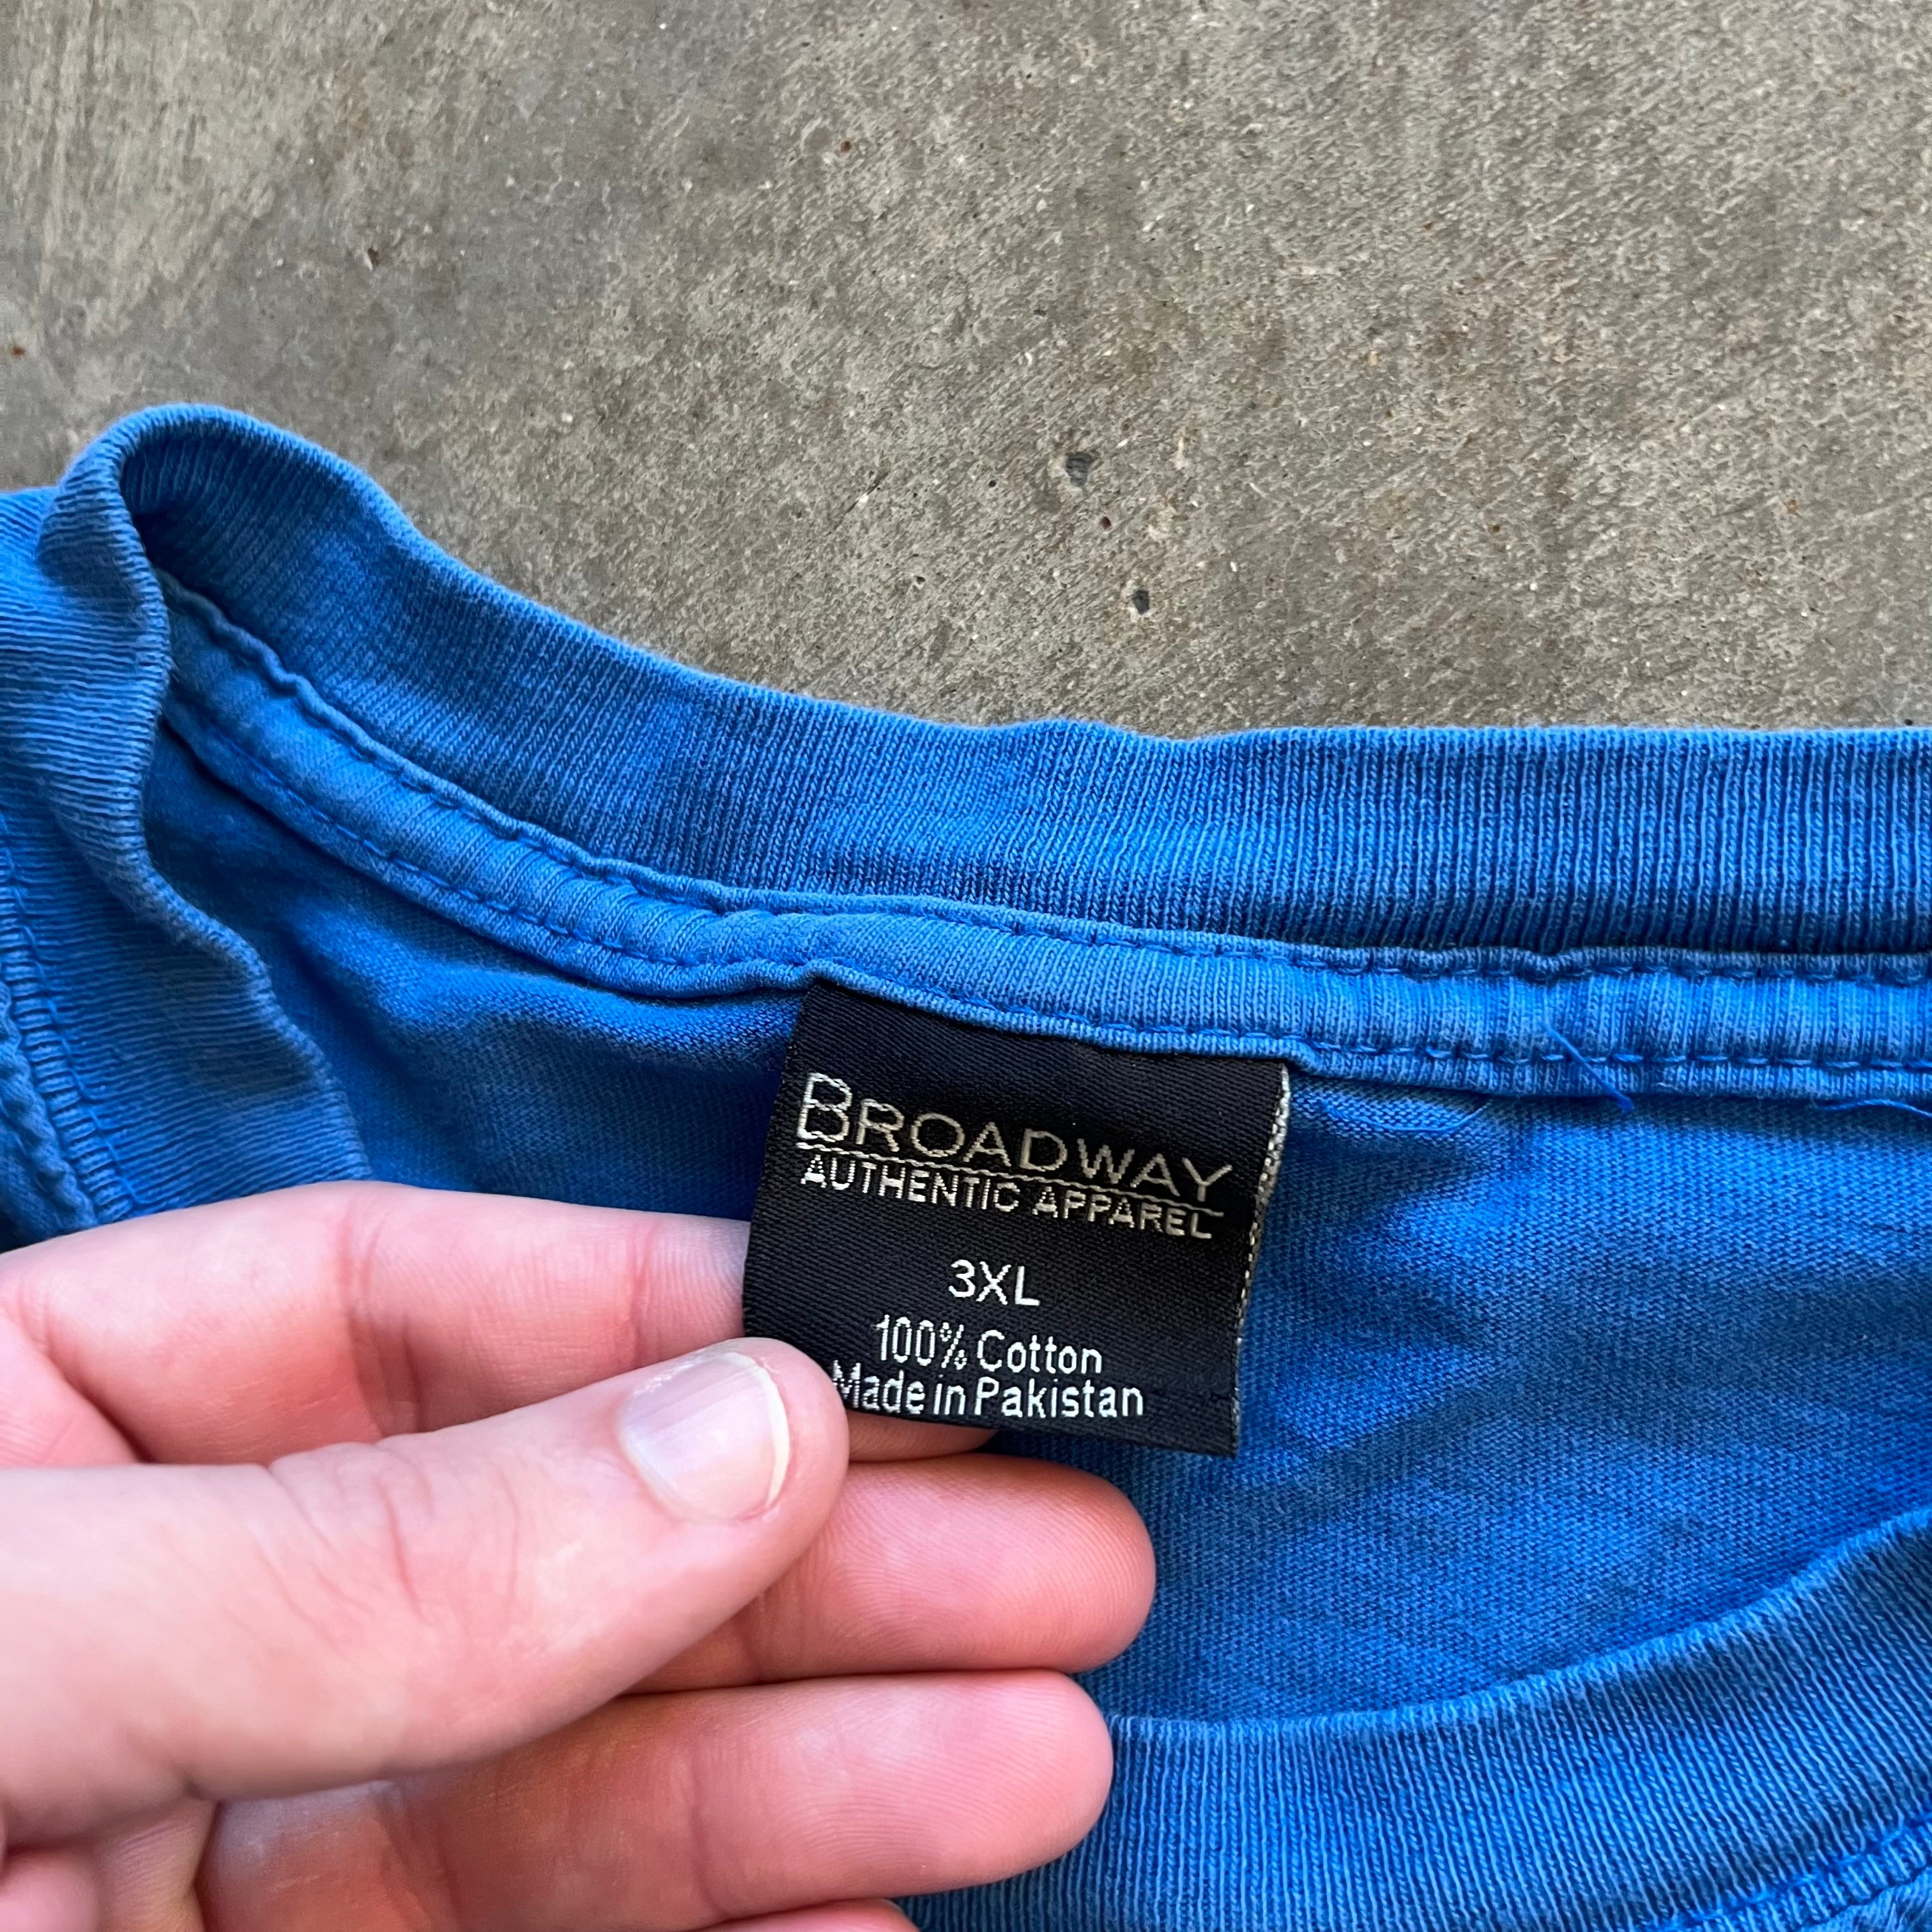 BROADWAY
AUTHENTIC APPAREL
3XL
100% Cotton
Made in Pakistan